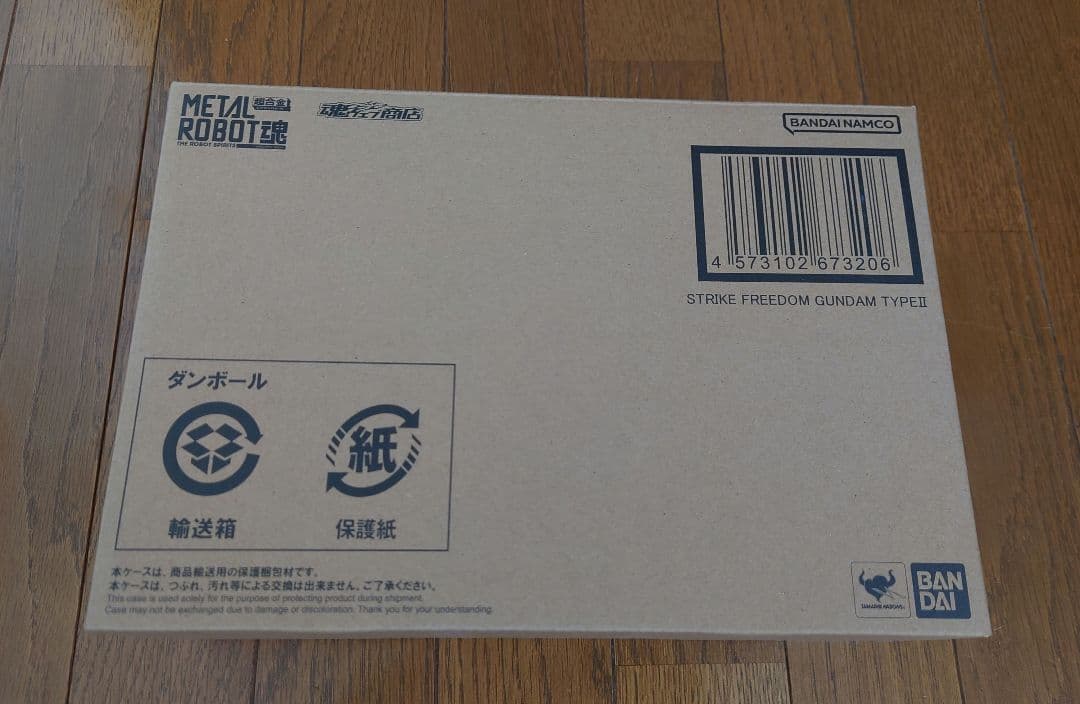 METAL 超合金
ROBOT魂
THE ROBOT SPIRITS
魂ウェブ商店
BANDAI NAMCO
4 573102 673206
STRIKE FREEDOM GUNDAM TYPEⅡ
ダンボール
紙
輸送箱
保護紙
本ケースは、商品輸送用の保護梱包材です。
本ケースは、つぶれ、汚れ等による交換は出来ません。ご了承ください。
This case is used solely for the purpose of protecting product during shipment.
Case may not be exchanged due to damage or discoloration. Thank you for your understanding.
TAMASHII NATIONS
BAN
DAI